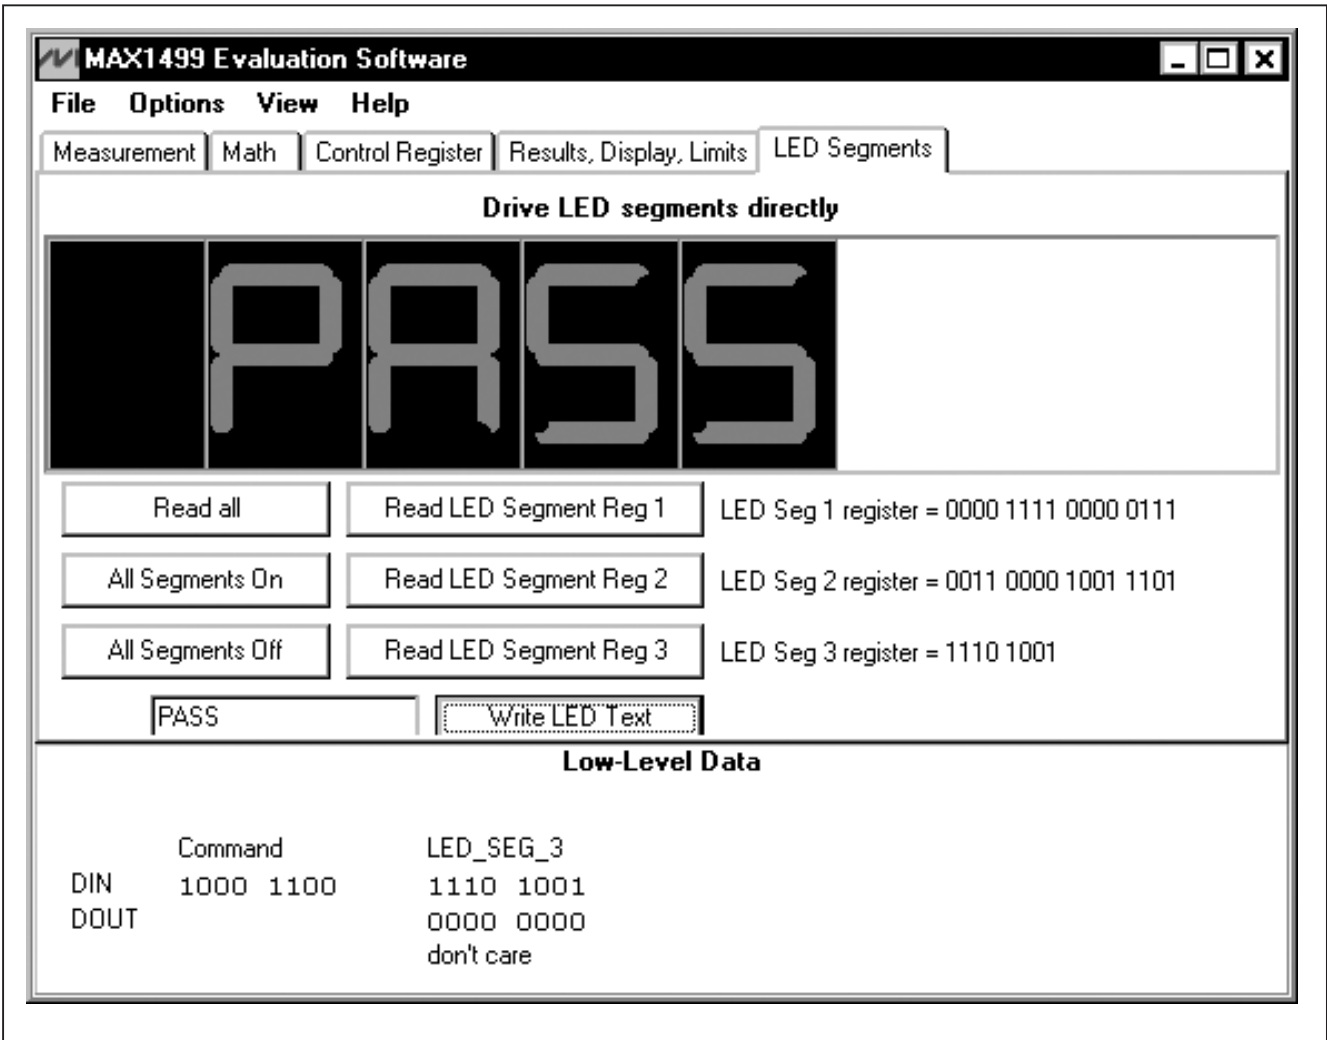 MAX1499 Evaluation Software
File Options View Help
Measurement Math Control Register Results, Display, Limits LED Segments
Drive LED segments directly
PASS
Read all Read LED Segment Reg 1 LED Seg 1 register = 0000 1111 0000 0111
All Segments On Read LED Segment Reg 2 LED Seg 2 register = 0011 0000 1001 1101
All Segments Off Read LED Segment Reg 3 LED Seg 3 register = 1110 1001
PASS Write LED Text
Low-Level Data
Command LED_SEG_3
DIN 1000 1100 1110 1001
DOUT 0000 0000
don't care